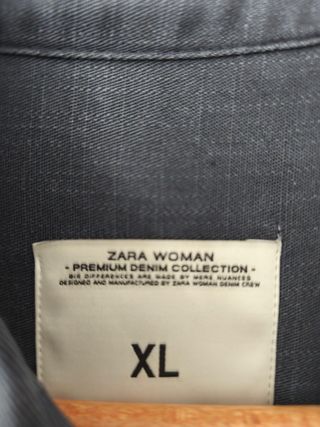 ZARA WOMAN
- PREMIUM DENIM COLLECTION -
BIG DIFFERENCES ARE MADE BY MERE NUANCES
DESIGNED AND MANUFACTURED BY ZARA WOMAN DENIM CREW
XL